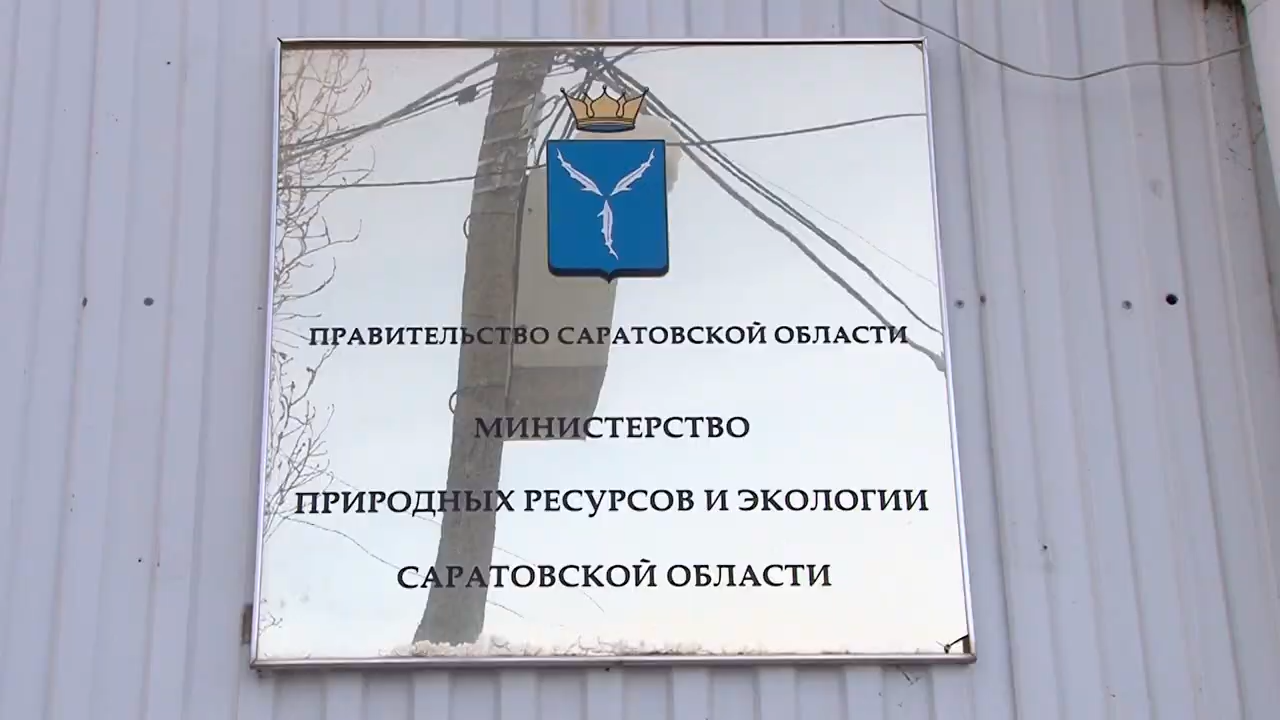 ПРАВИТЕЛЬСТВО САРАТОВСКОЙ ОБЛАСТИ
МИНИСТЕРСТВО
ПРИРОДНЫХ РЕСУРСОВ И ЭКОЛОГИИ
САРАТОВСКОЙ ОБЛАСТИ